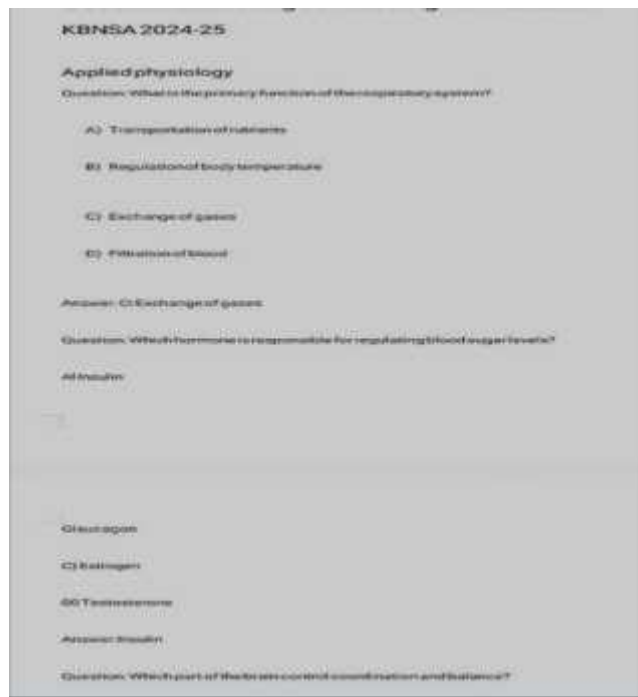 KBNSA 2024-25
Applied physiology
Question: What is the primary function of the respiratory system?
A) Transportation of nutrients
B) Regulation of body temperature
C) Exchange of gases
D) Filtration of blood
Answer: C) Exchange of gases
Question: Which hormone is responsible for regulating blood sugar levels?
A) Insulin
C) Estrogen
Testosterone
Answer: Insulin
Question: Which part of the brain control coordination and balance?